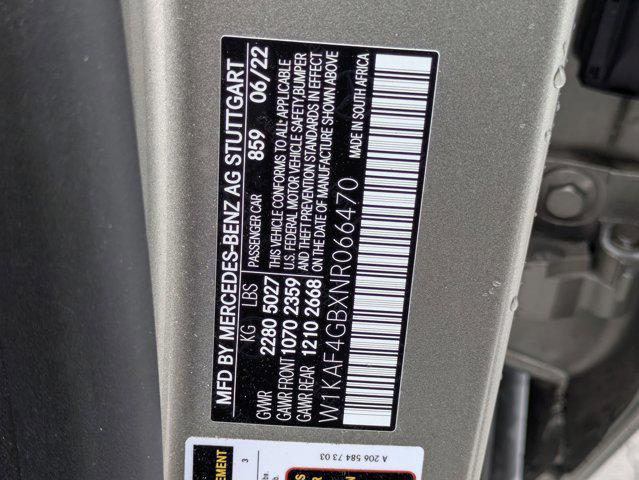 MFD BY MERCEDES-BENZ AG STUTTGART
PASSENGER CAR 859 06/22
KG LBS
GVWR 2280 5027
GAWR FRONT 1070 2359
GAWR REAR 1210 2668
THIS VEHICLE CONFORMS TO ALL APPLICABLE
U.S. FEDERAL MOTOR VEHICLE SAFETY, BUMPER
AND THEFT PREVENTION STANDARDS IN EFFECT
ON DATE OF MANUFACTURE SHOWN ABOVE
W1KAF4GBXNR066470
MADE IN SOUTH AFRICA
A 206 584 73 03
EMENT
3